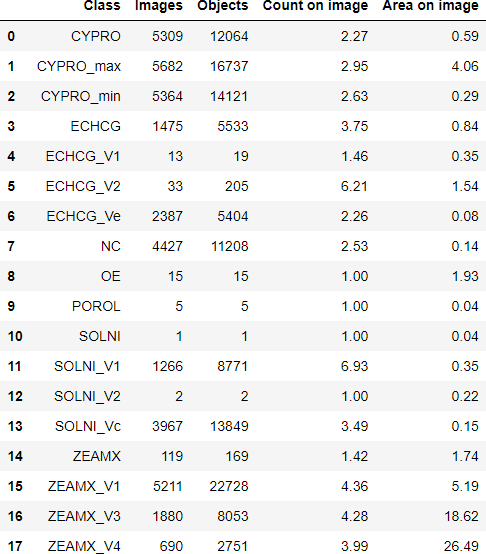 Class Images Objects Count on image Area on image
0 CYPRO 5309 12064 2.27 0.59
1 CYPRO_max 5682 16737 2.95 4.06
2 CYPRO_min 5364 14121 2.63 0.29
3 ECHCG 1475 5533 3.75 0.84
4 ECHCG_V1 13 19 1.46 0.35
5 ECHCG_V2 33 205 6.21 1.54
6 ECHCG_Ve 2387 5404 2.26 0.08
7 NC 4427 11208 2.53 0.14
8 OE 15 15 1.00 1.93
9 POROL 5 5 1.00 0.04
10 SOLNI 1 1 1.00 0.04
11 SOLNI_V1 1266 8771 6.93 0.35
12 SOLNI_V2 2 2 1.00 0.22
13 SOLNI_Vc 3967 13849 3.49 0.15
14 ZEAMX 119 169 1.42 1.74
15 ZEAMX_V1 5211 22728 4.36 5.19
16 ZEAMX_V3 1880 8053 4.28 18.62
17 ZEAMX_V4 690 2751 3.99 26.49